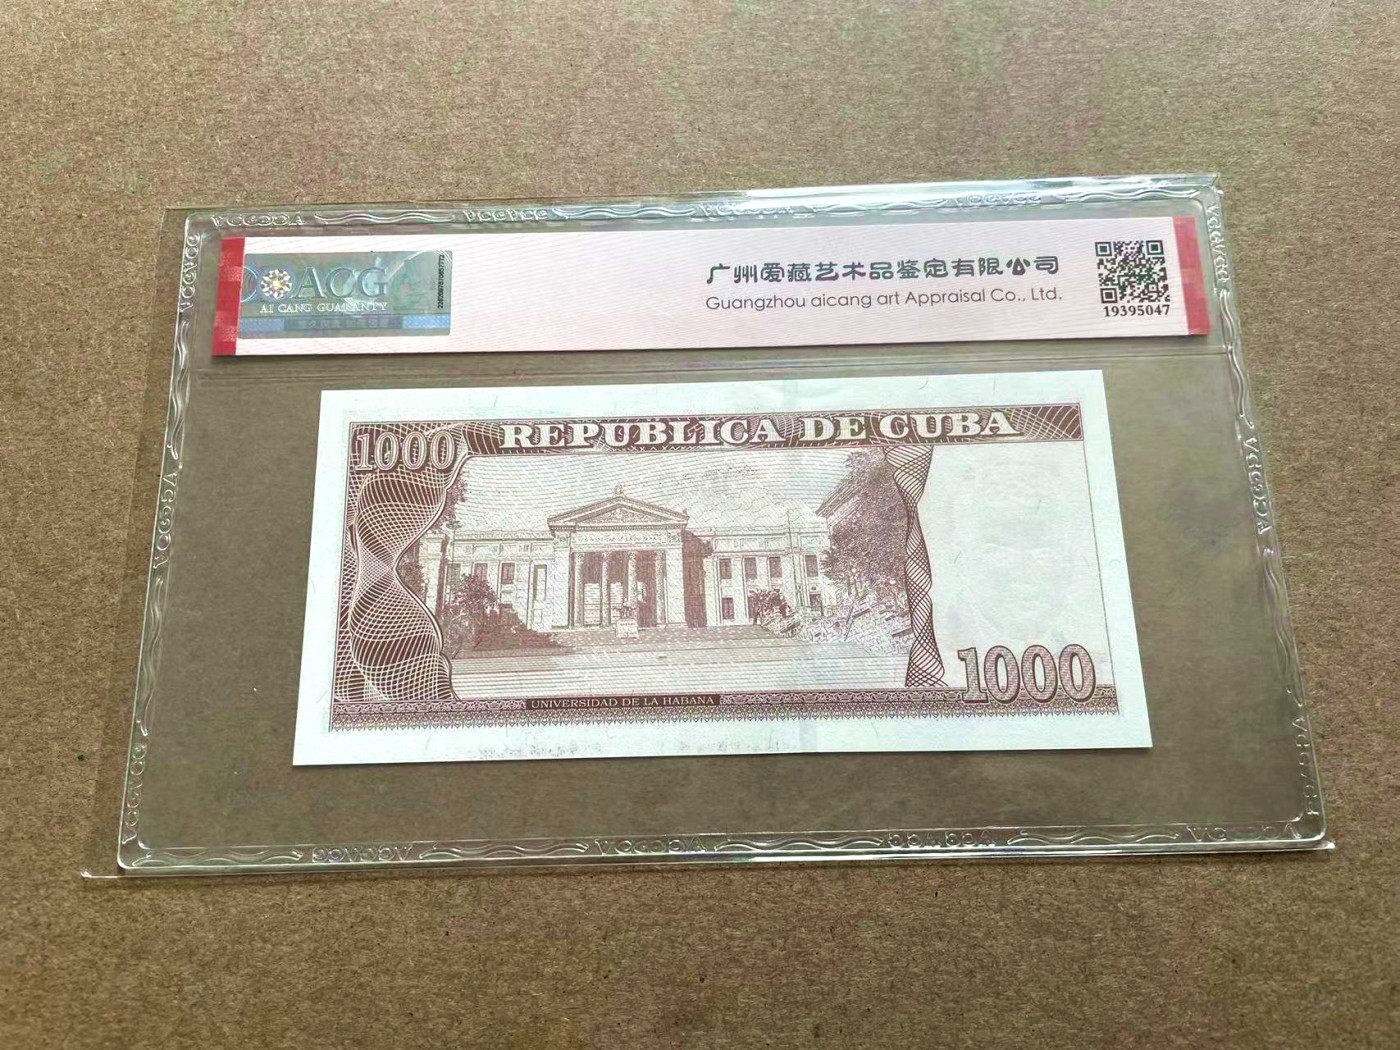 ACGA
AI CANG GUARANTY
广州爱藏艺术品鉴定有限公司
Guangzhou aicang art Appraisal Co., Ltd.
19395047
1000
REPUBLICA DE CUBA
1000
UNIVERSIDAD DE LA HABANA